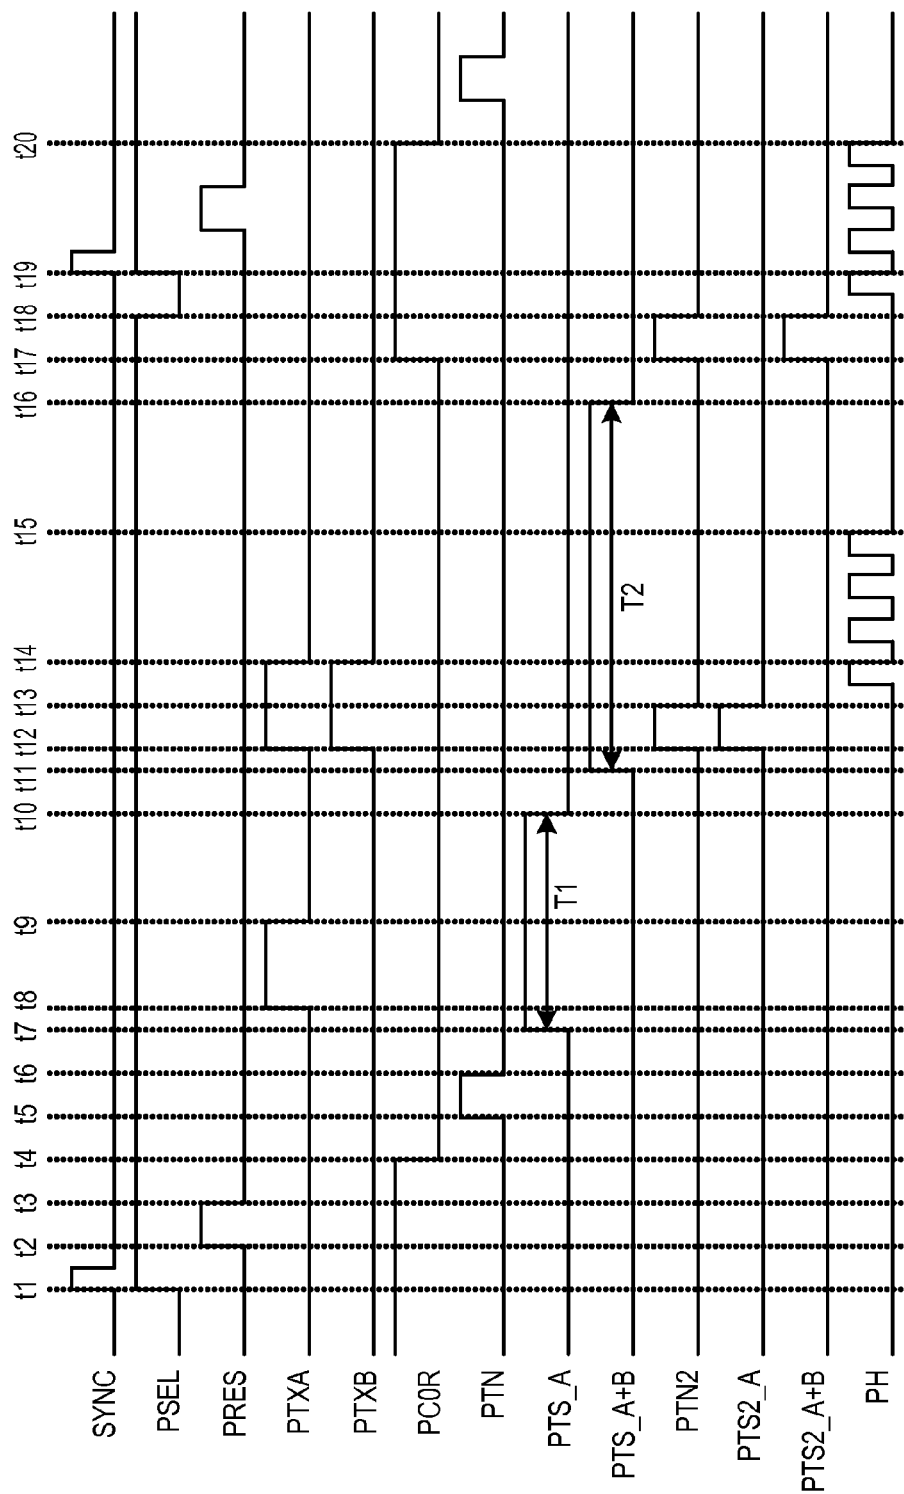 t1 t2 t3 t4 t5 t6 t7 t8 t9 t10 t11 t12 t13 t14 t15 t16 t17 t18 t19 t20
SYNC
PSEL
PRES
PTXA
PTXB
PC0R
PTN
PTS_A
T1
PTS_A+B
T2
PTN2
PTS2_A
PTS2_A+B
PH